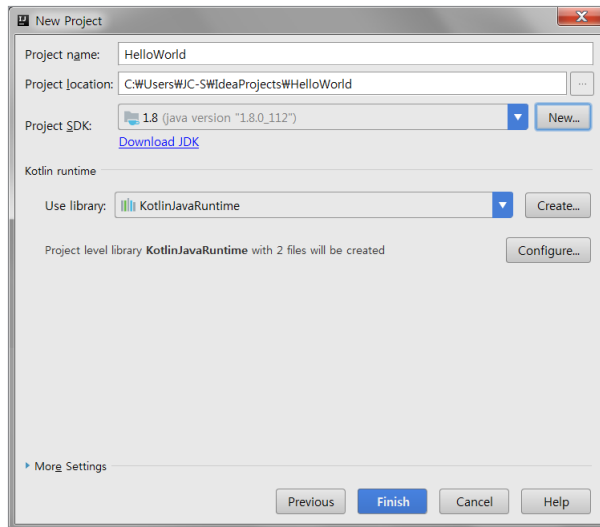 New Project
Project name: HelloWorld
Project location: C:₩Users₩JC-S₩IdeaProjects₩HelloWorld ...
Project SDK: 1.8 (java version "1.8.0_112") New...
Download JDK
Kotlin runtime
Use library: KotlinJavaRuntime Create...
Project level library KotlinJavaRuntime with 2 files will be created Configure...
More Settings
Previous Finish Cancel Help